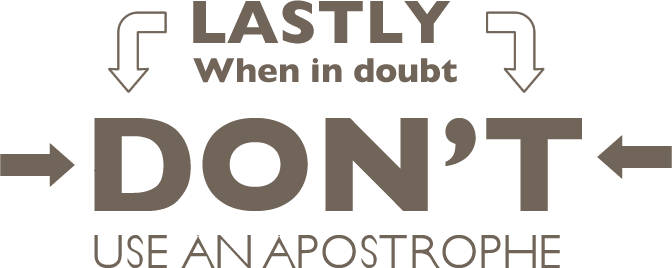 LASTLY
When in doubt
DON’T
USE AN APOSTROPHE